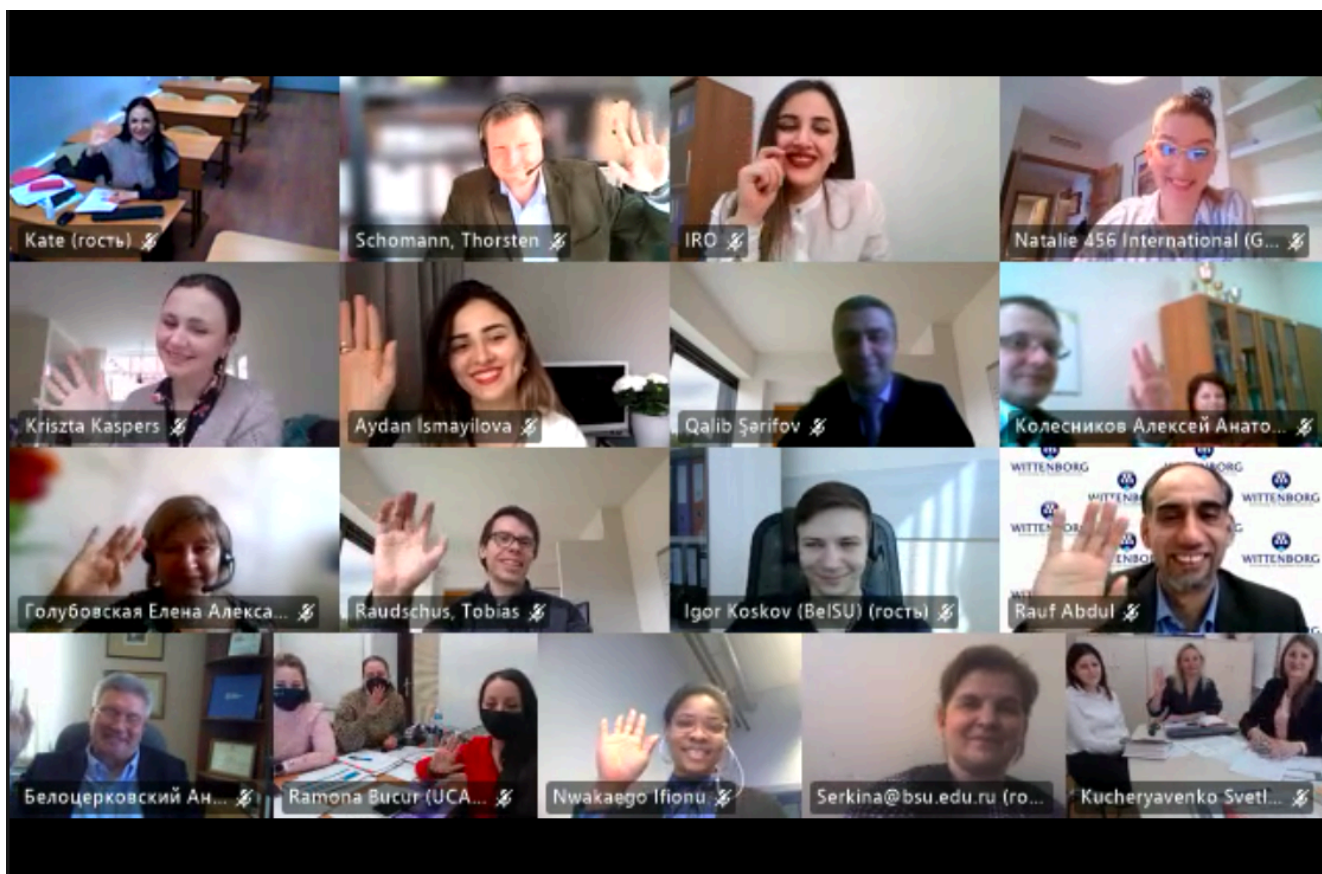 Kate (гость)
Schomann, Thorsten
IRO
Natalie 456 International (G...
Kriszta Kaspers
Aydan Ismayilova
Qalib Şərifov
Колесников Алексей Анато...
WITTENBORG
WITTENBORG
WITTENBORG
Голубовская Елена Алекса...
Raudschus, Tobias
Igor Koskov (BelSU) (гость)
Rauf Abdul
Белоцерковский Ан...
Ramona Bucur (UCA...
Nwakaego Ifionu
Serkina@bsu.edu.ru (го...
Kucheryavenko Svetl...